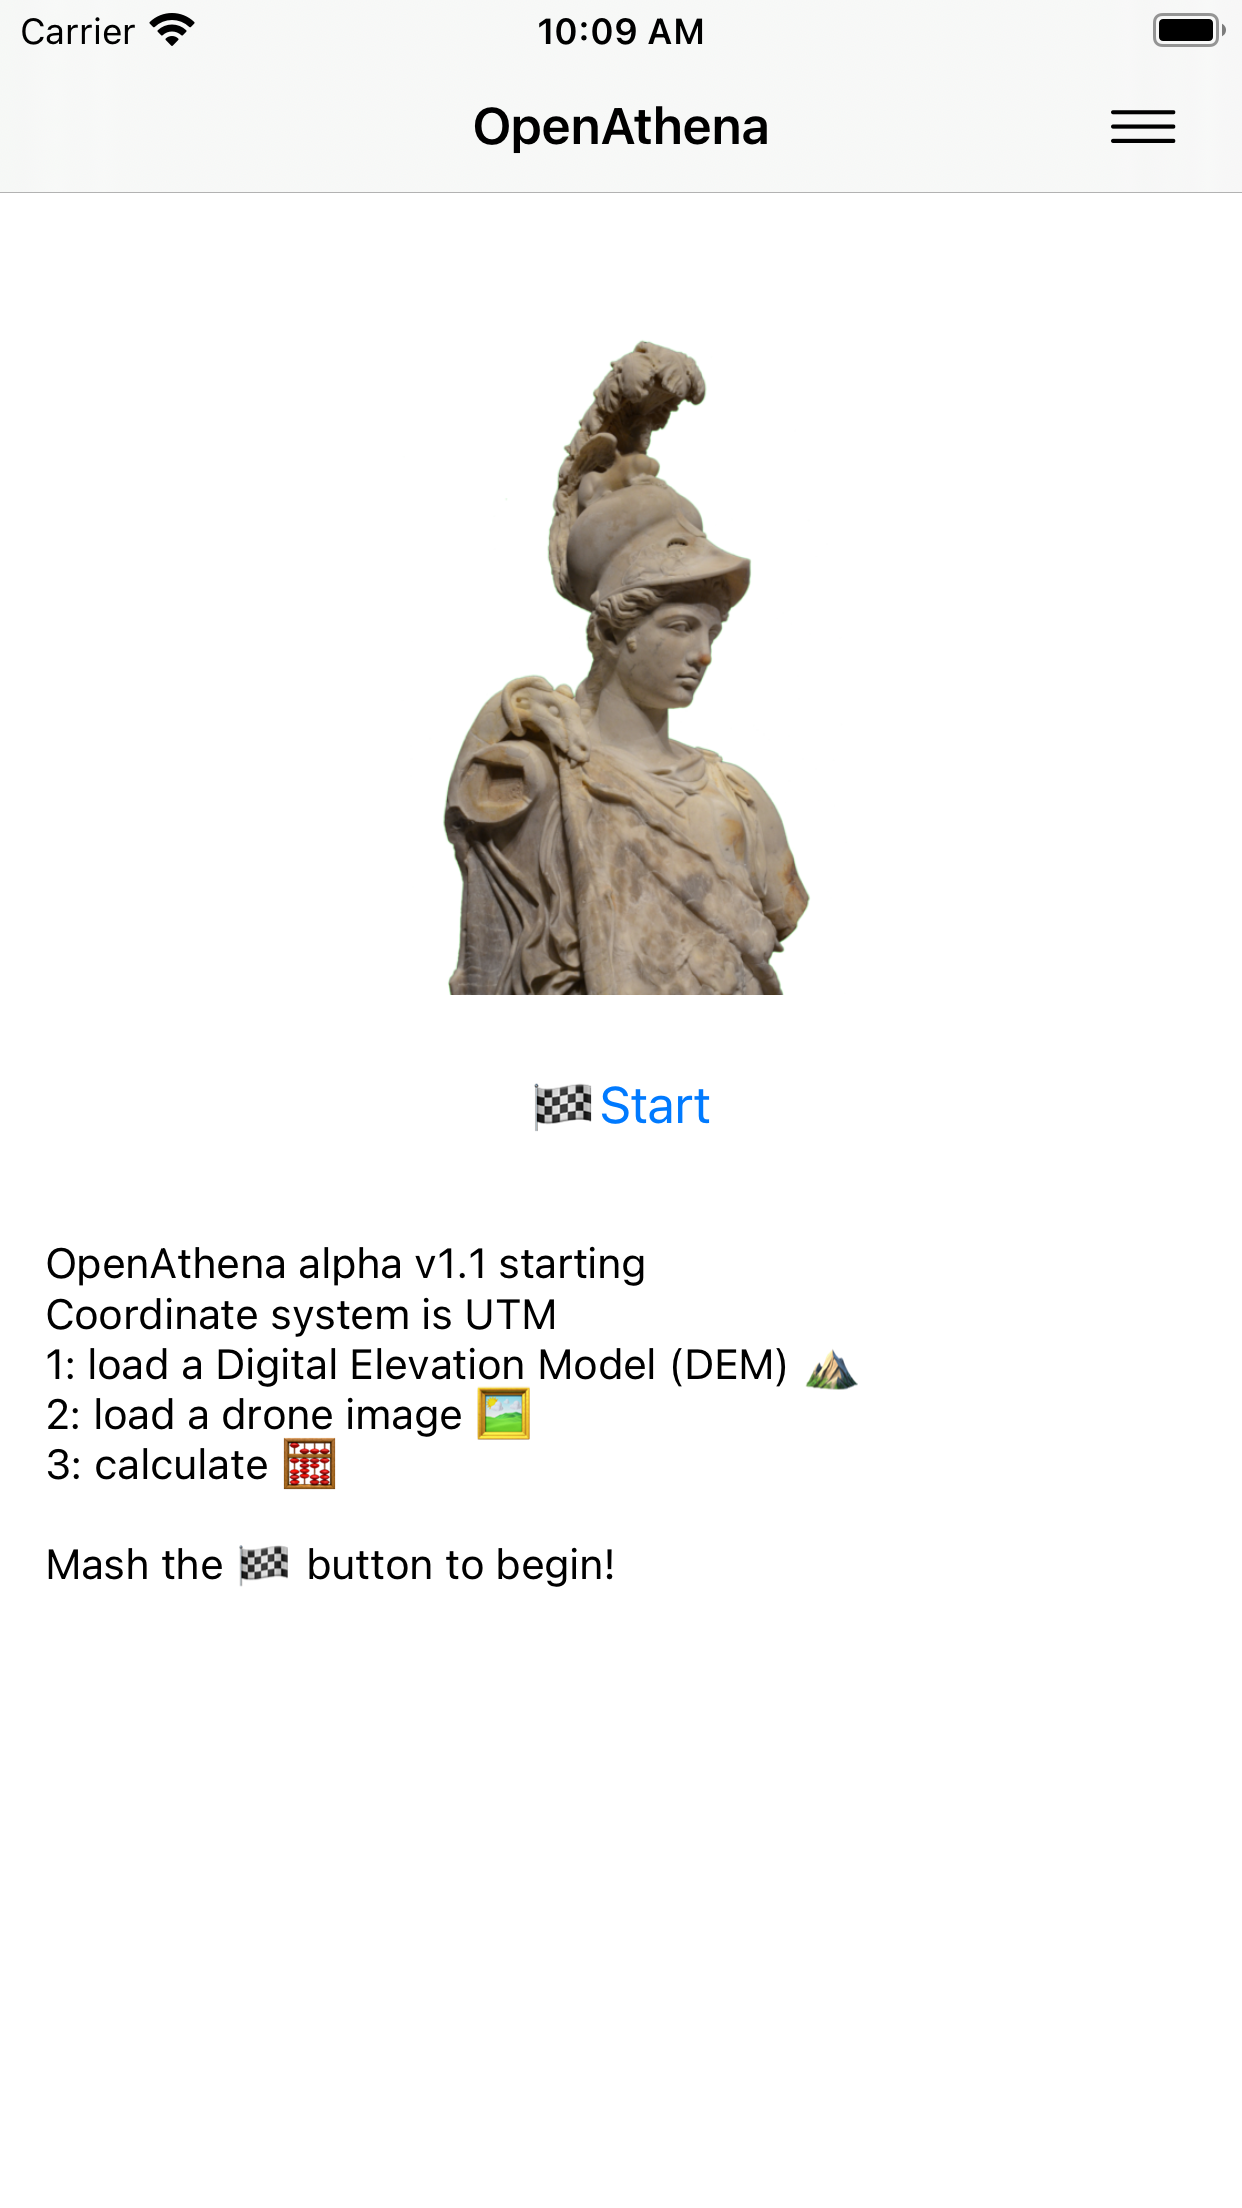 Carrier 10:09 AM
OpenAthena
🏁Start
OpenAthena alpha v1.1 starting
Coordinate system is UTM
1: load a Digital Elevation Model (DEM) ⛰️
2: load a drone image 🖼️
3: calculate 🧮
Mash the 🏁 button to begin!